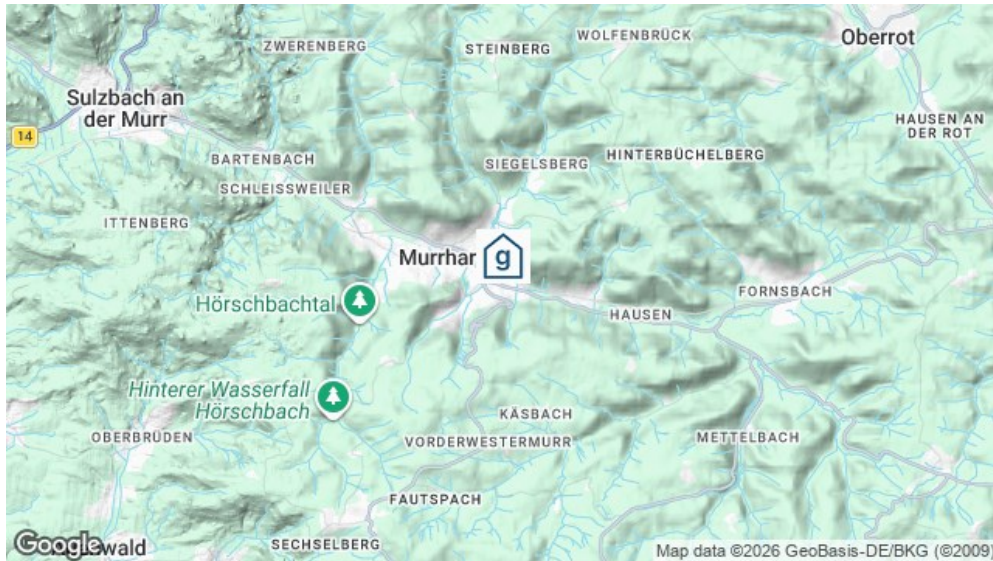 ZWERENBERG
STEINBERG
WOLFENBRÜCK
Oberrot
Sulzbach an
der Murr
14
HAUSEN AN
DER ROT
BARTENBACH
SIEGELSBERG
HINTERBÜCHELBERG
SCHLEISSWEILER
ITTENBERG
Murrhar
g
Hörschbachtal
FORNSBACH
HAUSEN
Hinterer Wasserfall
Hörschbach
KÄSBACH
OBERBRÜDEN
VORDERWESTERMURR
METTELBACH
FAUTSPACH
SECHSELBERG
Google
wald
Map data ©2026 GeoBasis-DE/BKG (©2009)